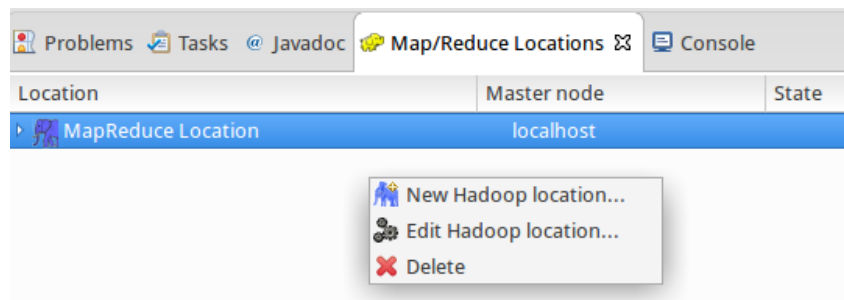 Problems Tasks @ Javadoc Map/Reduce Locations Console
Location Master node State
MapReduce Location localhost
New Hadoop location...
Edit Hadoop location...
Delete